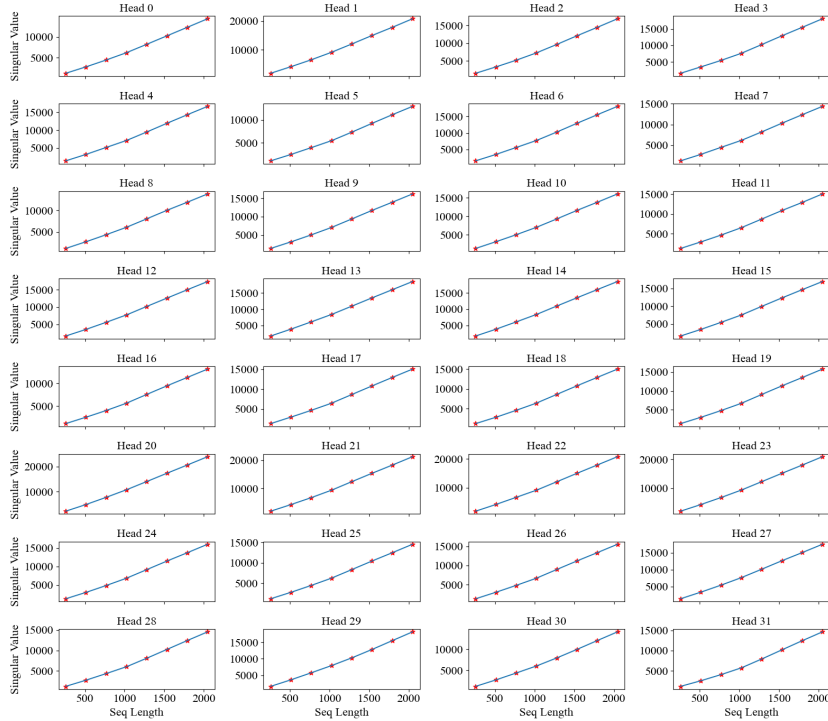 Head 0 Head 1 Head 2 Head 3
Singular Value
10000 5000
20000 10000
15000 10000 5000
15000 10000 5000
Head 4 Head 5 Head 6 Head 7
Singular Value
15000 10000 5000
10000 5000
15000 10000 5000
15000 10000 5000
Head 8 Head 9 Head 10 Head 11
Singular Value
10000 5000
15000 10000 5000
15000 10000 5000
15000 10000 5000
Head 12 Head 13 Head 14 Head 15
Singular Value
15000 10000 5000
15000 10000 5000
15000 10000 5000
15000 10000 5000
Head 16 Head 17 Head 18 Head 19
Singular Value
10000 5000
15000 10000 5000
15000 10000 5000
15000 10000 5000
Head 20 Head 21 Head 22 Head 23
Singular Value
20000 10000
20000 10000
20000 10000
20000 10000
Head 24 Head 25 Head 26 Head 27
Singular Value
15000 10000 5000
10000 5000
15000 10000 5000
15000 10000 5000
Head 28 Head 29 Head 30 Head 31
Singular Value
15000 10000 5000
15000 10000 5000
10000 5000
15000 10000 5000
500 1000 1500 2000 500 1000 1500 2000 500 1000 1500 2000 500 1000 1500 2000
Seq Length Seq Length Seq Length Seq Length